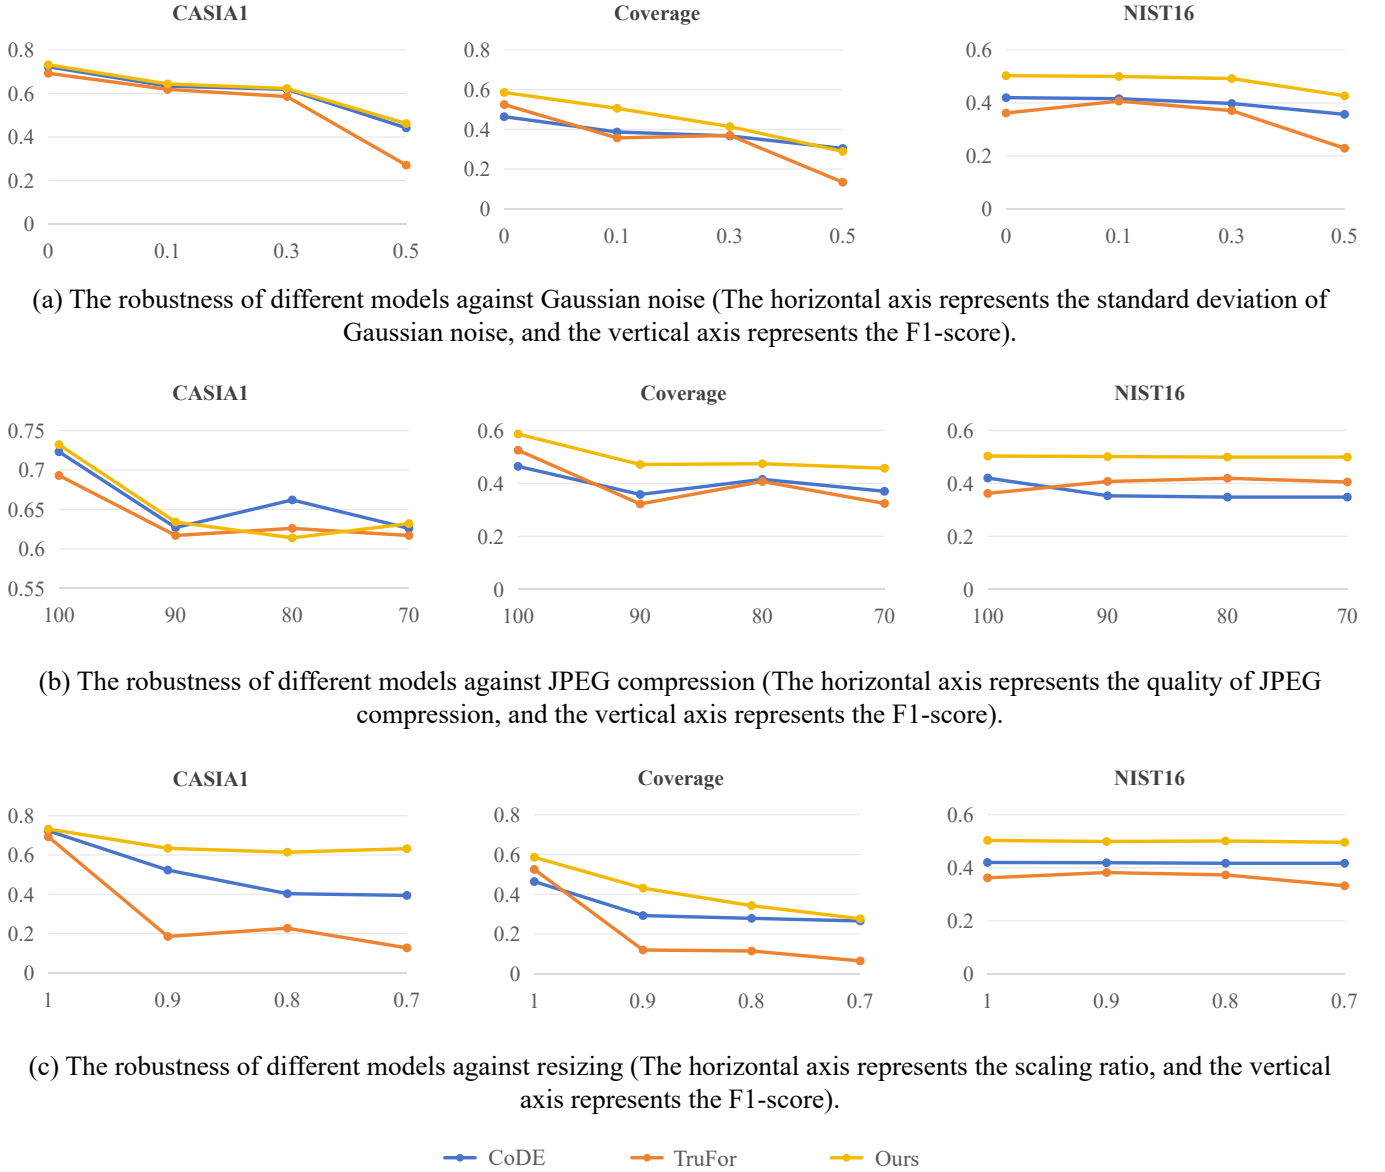 CASIA1
Coverage
NIST16
0.8
0.6
0.4
0.2
0
0 0.1 0.3 0.5
0.8
0.6
0.4
0.2
0
0 0.1 0.3 0.5
0.8
0.6
0.4
0.2
0
0 0.1 0.3 0.5
(a) The robustness of different models against Gaussian noise (The horizontal axis represents the standard deviation of
Gaussian noise, and the vertical axis represents the F1-score).
CASIA1
Coverage
NIST16
0.75
0.7
0.65
0.6
0.55
100 90 80 70
0.6
0.4
0.2
0
100 90 80 70
0.6
0.4
0.2
0
100 90 80 70
(b) The robustness of different models against JPEG compression (The horizontal axis represents the quality of JPEG
compression, and the vertical axis represents the F1-score).
CASIA1
Coverage
NIST16
0.8
0.6
0.4
0.2
0
1 0.9 0.8 0.7
0.8
0.6
0.4
0.2
0
1 0.9 0.8 0.7
0.6
0.4
0.2
0
1 0.9 0.8 0.7
(c) The robustness of different models against resizing (The horizontal axis represents the scaling ratio, and the vertical
axis represents the F1-score).
CoDE TruFor Ours